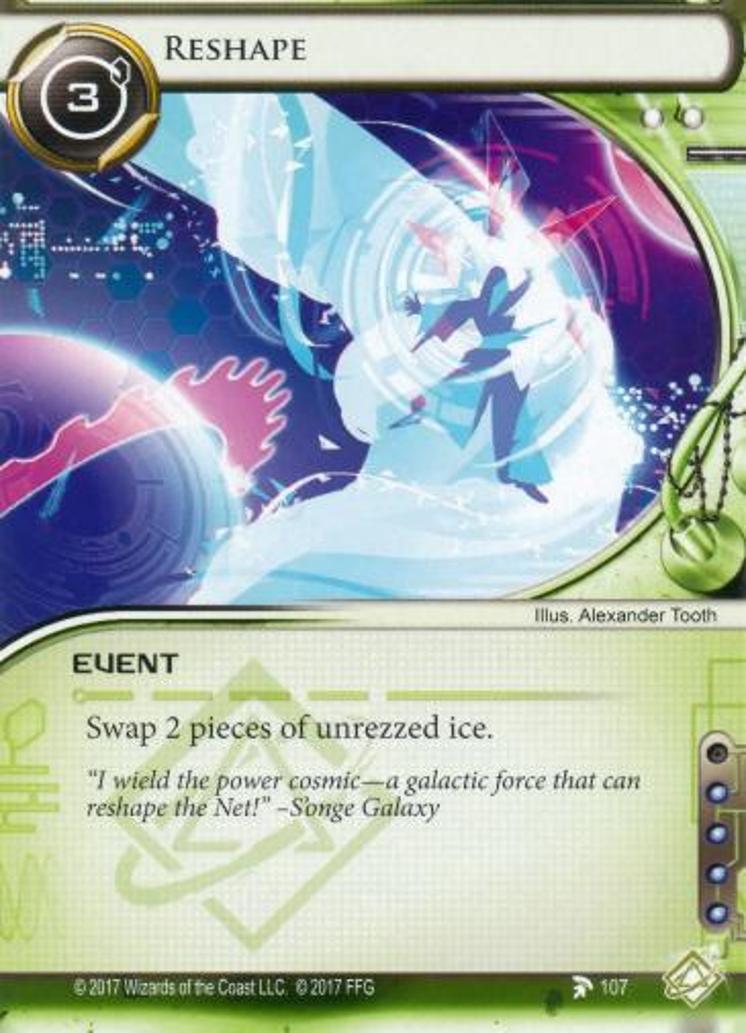 RESHAPE
3
Illus. Alexander Tooth
EVENT
Swap 2 pieces of unrezzed ice.
“I wield the power cosmic—a galactic force that can
reshape the Net!” –S'onge Galaxy
© 2017 Wizards of the Coast LLC. © 2017 FFG
107